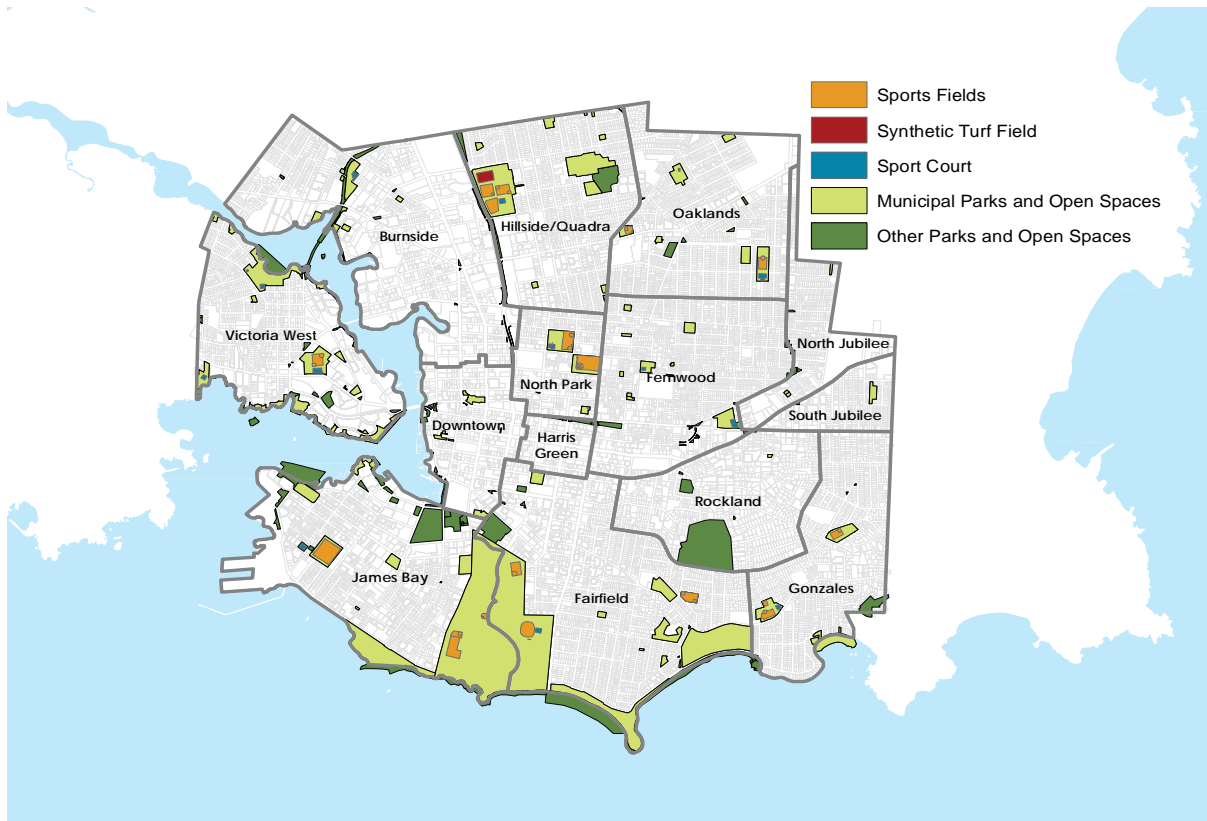 Sports Fields
Synthetic Turf Field
Sport Court
Municipal Parks and Open Spaces
Other Parks and Open Spaces
Oaklands
Hillside/Quadra
Burnside
Victoria West
North Jubilee
North Park
Fernwood
South Jubilee
Downtown
Harris
Green
Rockland
James Bay
Fairfield
Gonzales